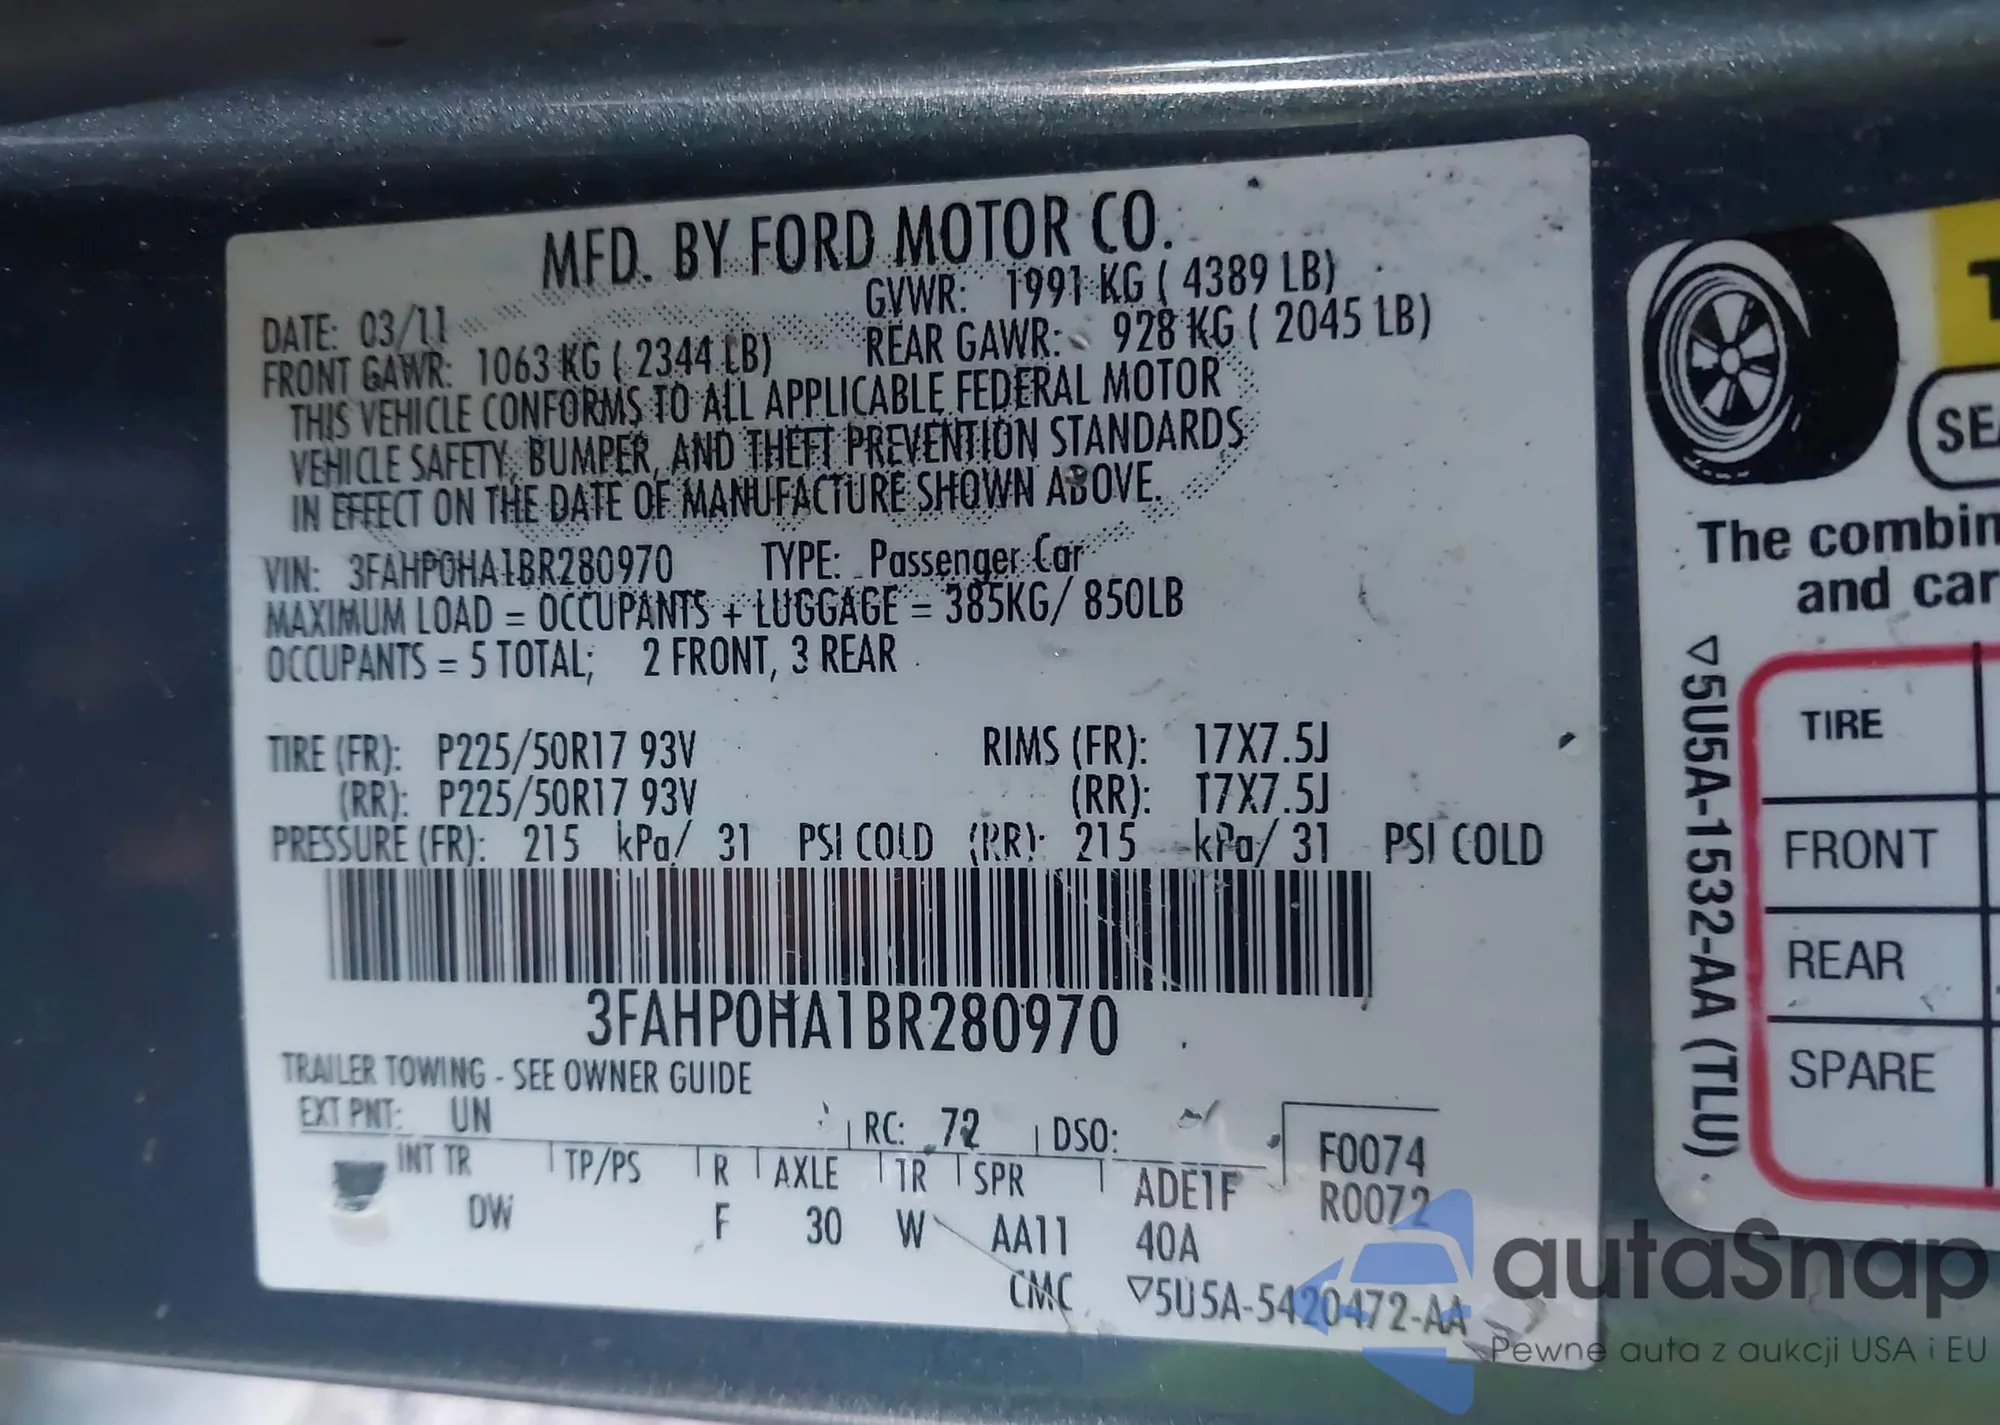 MFD. BY FORD MOTOR CO.
DATE: 03/11 GVWR: 1991 KG ( 4389 LB)
FRONT GAWR: 1063 KG ( 2344 LB) REAR GAWR: 928 KG ( 2045 LB)
THIS VEHICLE CONFORMS TO ALL APPLICABLE FEDERAL MOTOR
VEHICLE SAFETY, BUMPER, AND THEFT PREVENTION STANDARDS
IN EFFECT ON THE DATE OF MANUFACTURE SHOWN ABOVE.
VIN: 3FAHP0HA1BR280970 TYPE: Passenger Car
MAXIMUM LOAD = OCCUPANTS + LUGGAGE = 385KG/ 850LB
OCCUPANTS = 5 TOTAL; 2 FRONT, 3 REAR
TIRE (FR): P225/50R17 93V RIMS (FR): 17X7.5J
(RR): P225/50R17 93V (RR): 17X7.5J
PRESSURE (FR): 215 kPa/ 31 PSI COLD (RR): 215 kPa/ 31 PSI COLD
3FAHP0HA1BR280970
TRAILER TOWING - SEE OWNER GUIDE
EXT PNT: UN RC: 72 DSO: F0074
INT TR TP/PS R AXLE TR SPR ADE1F R0072
DW F 30 W AA11 40A
CMC ▽5U5A-5420472-AA
SEA
The combin
and car
▽5U5A-1532-AA (TLU)
TIRE
FRONT
REAR
SPARE
autaSnap
Pewne auta z aukcji USA i EU